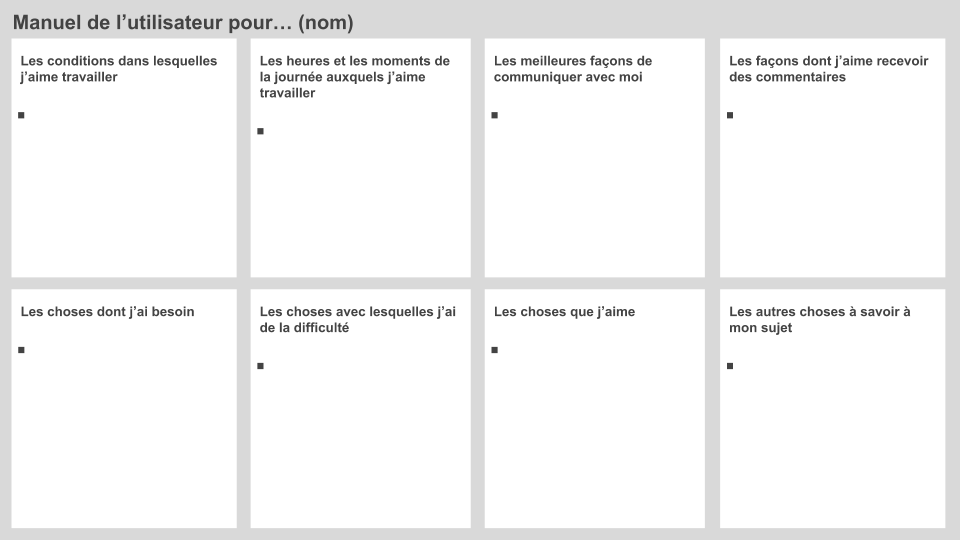 Manuel de l’utilisateur pour… (nom)
Les conditions dans lesquelles
j’aime travailler
Les heures et les moments de
la journée auxquels j’aime
travailler
Les meilleures façons de
communiquer avec moi
Les façons dont j’aime recevoir
des commentaires
Les choses dont j’ai besoin
Les choses avec lesquelles j’ai
de la difficulté
Les choses que j’aime
Les autres choses à savoir à
mon sujet